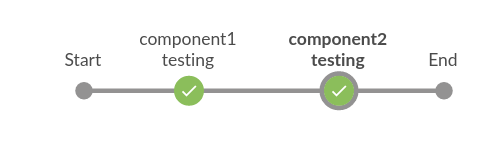 Start
component1
testing
component2
testing
End